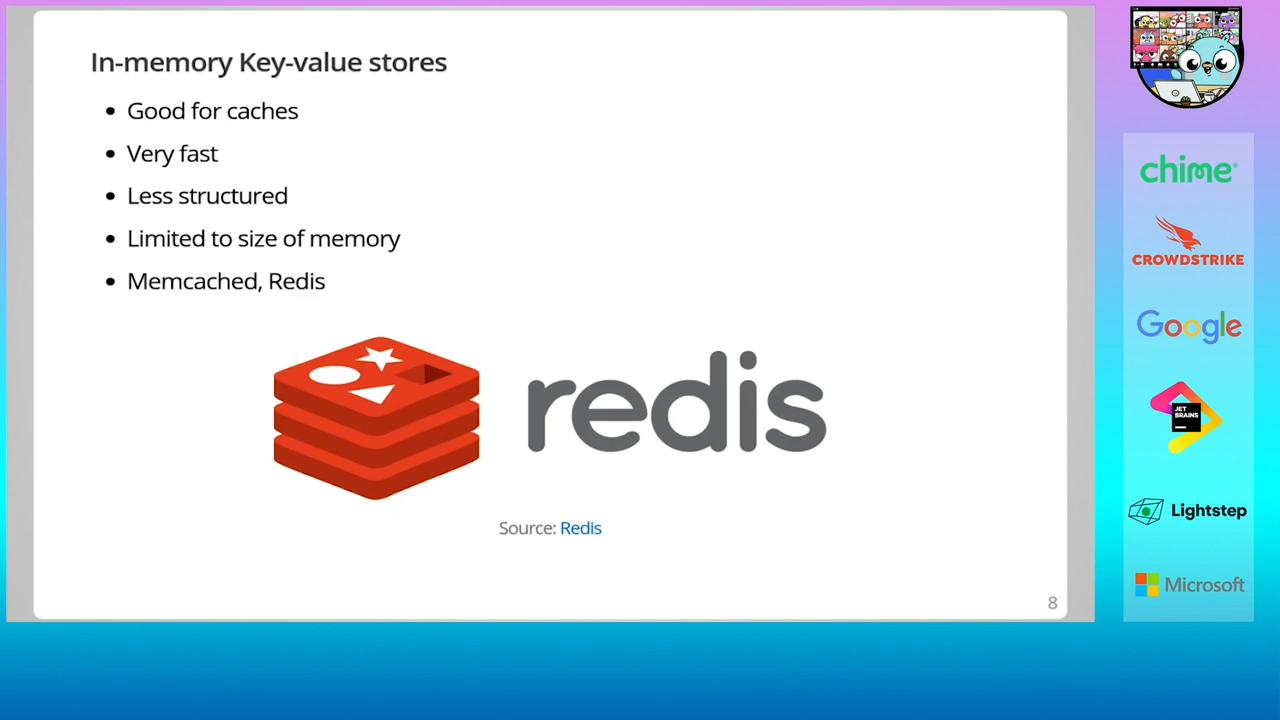 In-memory Key-value stores
Good for caches
Very fast
Less structured
Limited to size of memory
Memcached, Redis
redis
Source: Redis
8
chime
CROWDSTRIKE
Google
JET
BRAINS
Lightstep
Microsoft